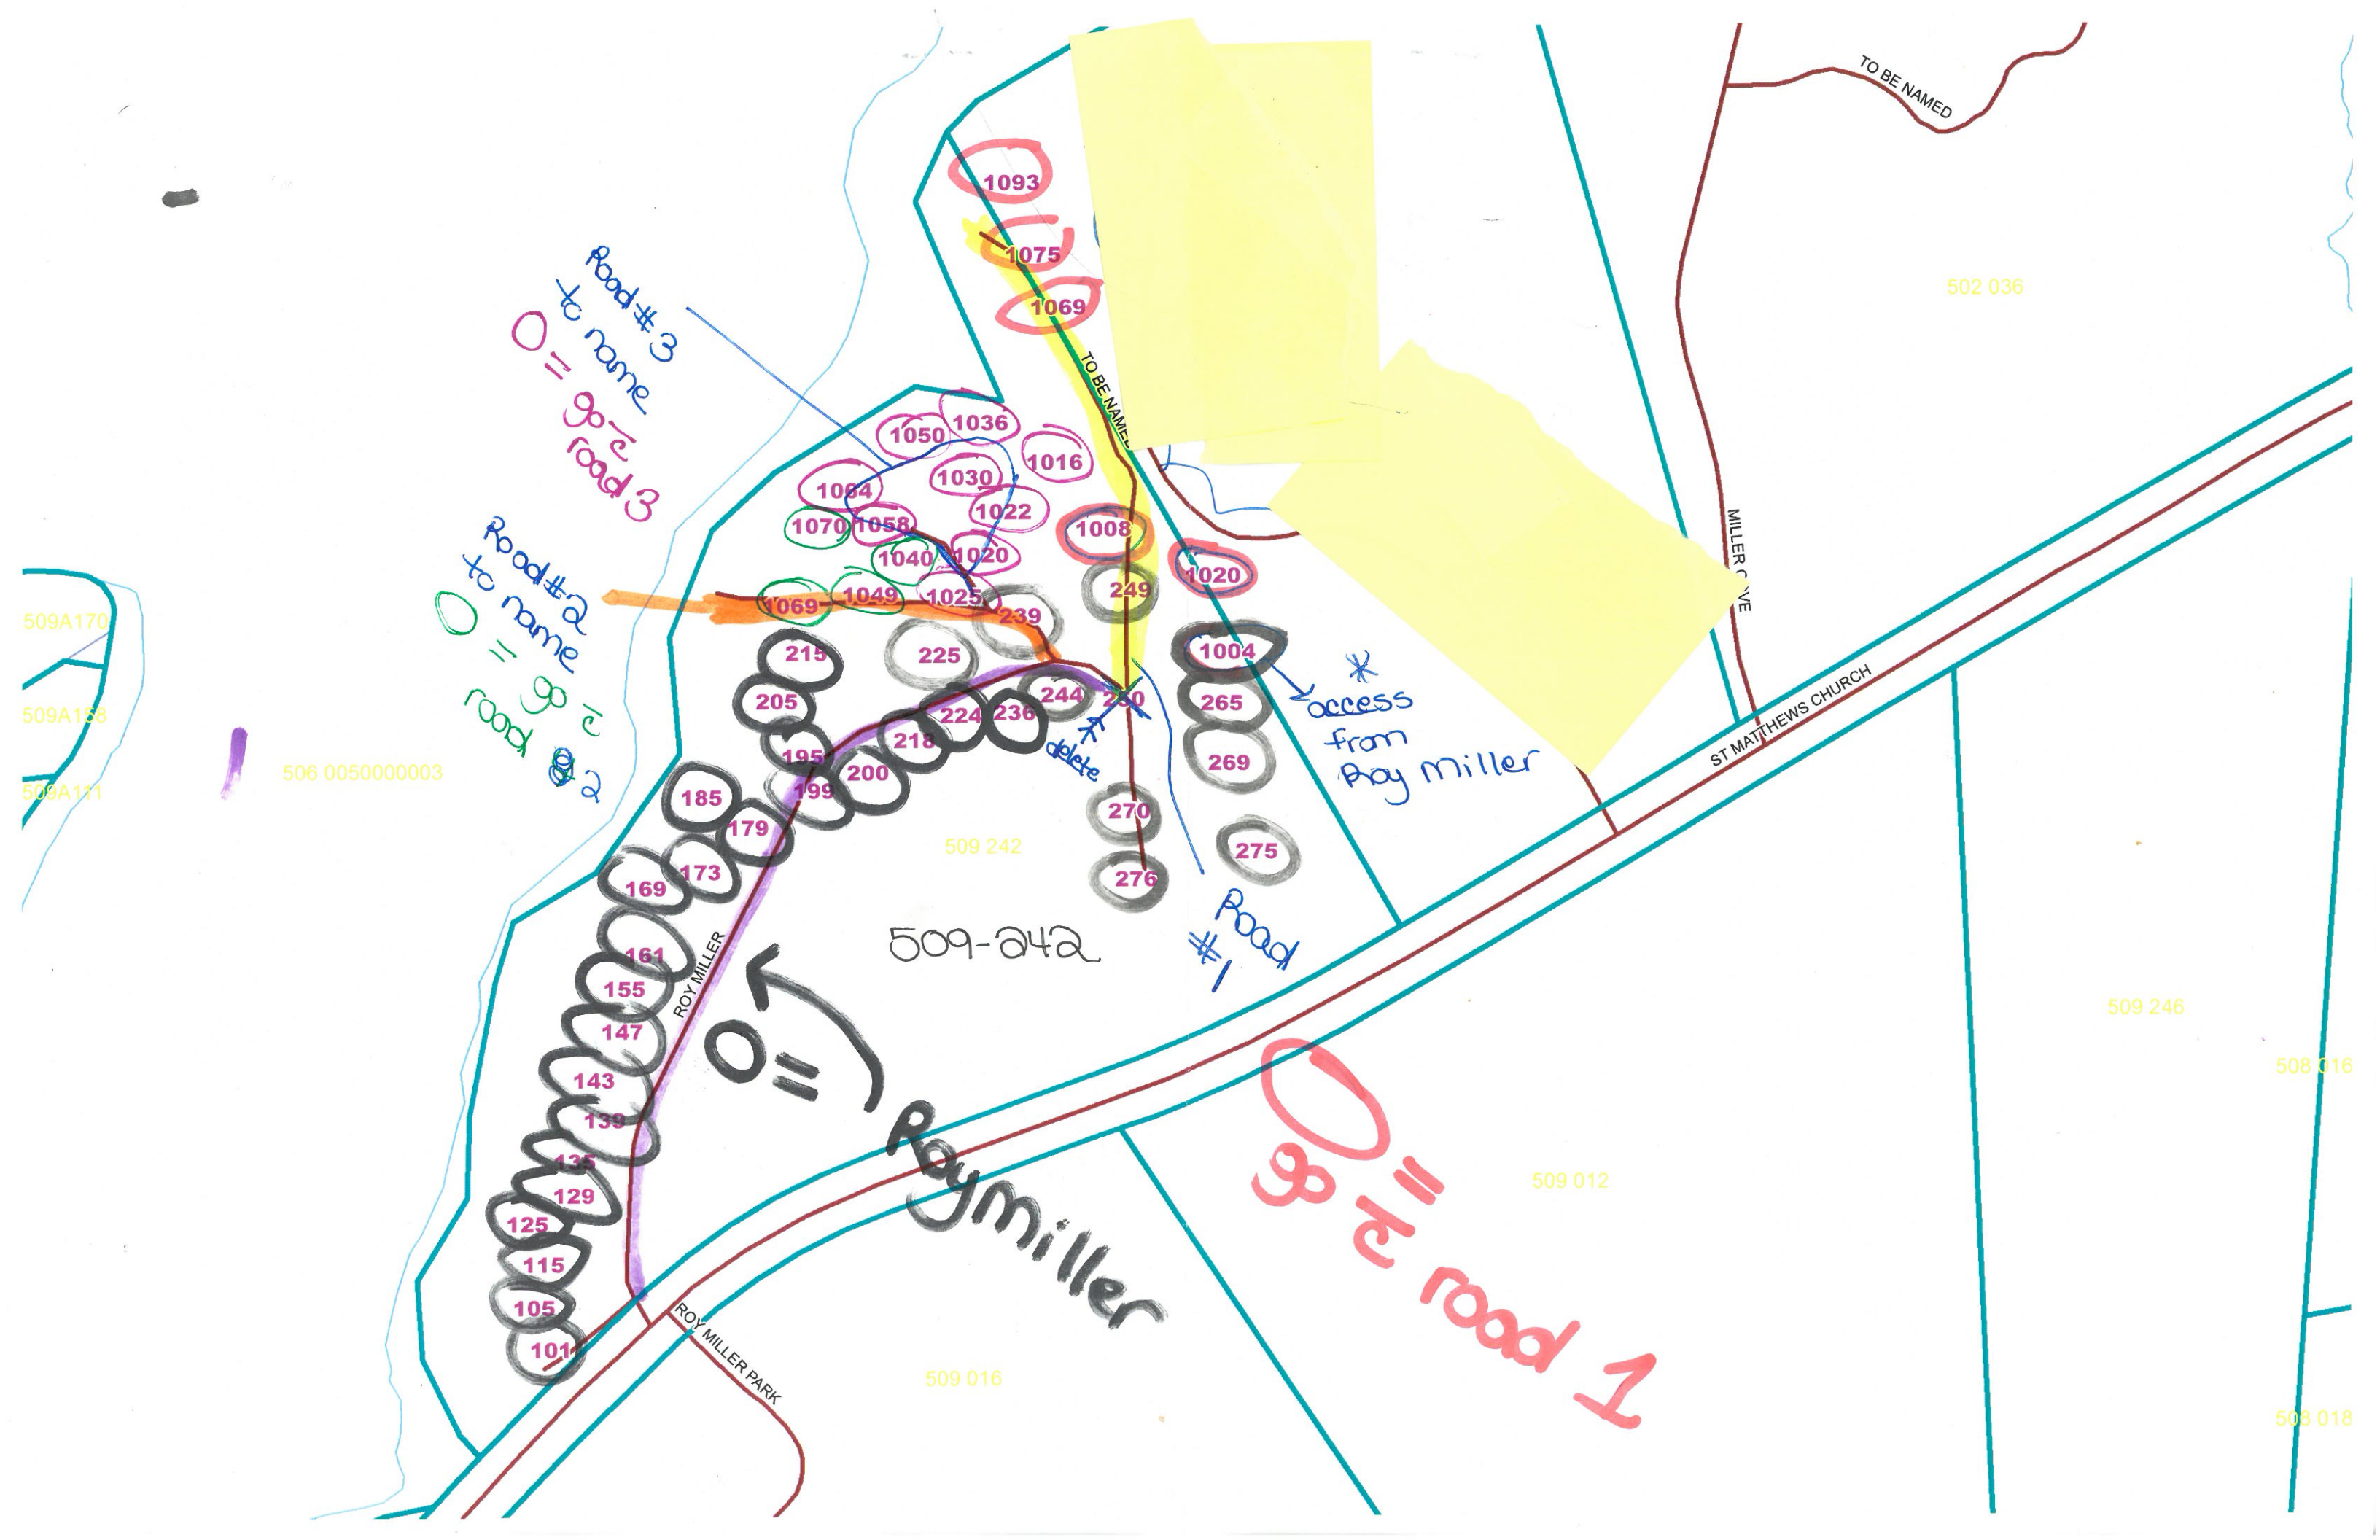 TO BE NAMED
1093
1075
1069
TO BE NAMED
502 036
Road # 3
to name
O = go c̄
road 3
1036
1050
1016
1030
1064
1022
1070
1058
1008
1040
1020
1020
1069
1049
1025
249
239
MILLER
Road #2
to name
O = go c̄
road 2
509A170
509A158
509A111
506 0050000003
215
225
1004
205
244
265
224
236
218
195
269
200
199
185
179
270
173
169
276
275
delete
* access
from
Roy Miller
ST MATTHEWS CHURCH
509 242
509-242
Road
#1
161
155
147
143
139
135
129
125
115
105
101
ROY MILLER
O =
Roy miller
O =
go c̄ road 1
ROY MILLER PARK
509 016
509 012
509 246
508 016
508 018